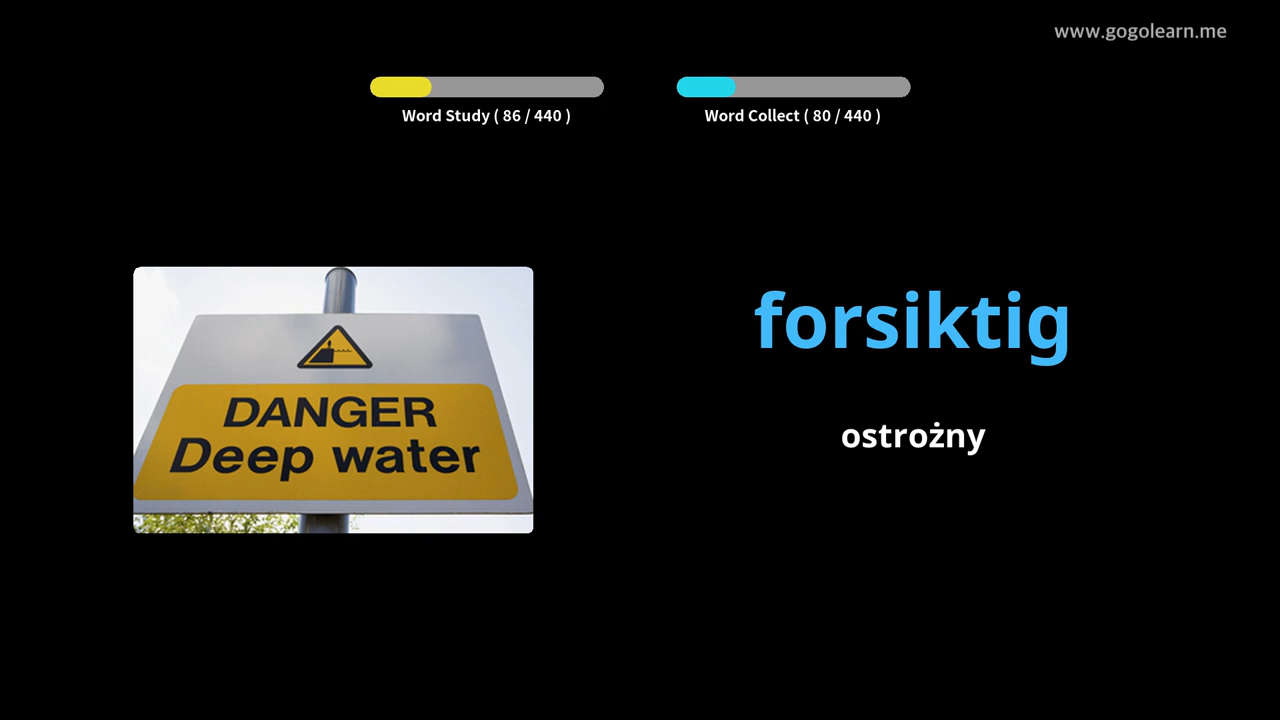 www.gogolearn.me
Word Study ( 86 / 440 )
Word Collect ( 80 / 440 )
DANGER
Deep water
forsiktig
ostrożny